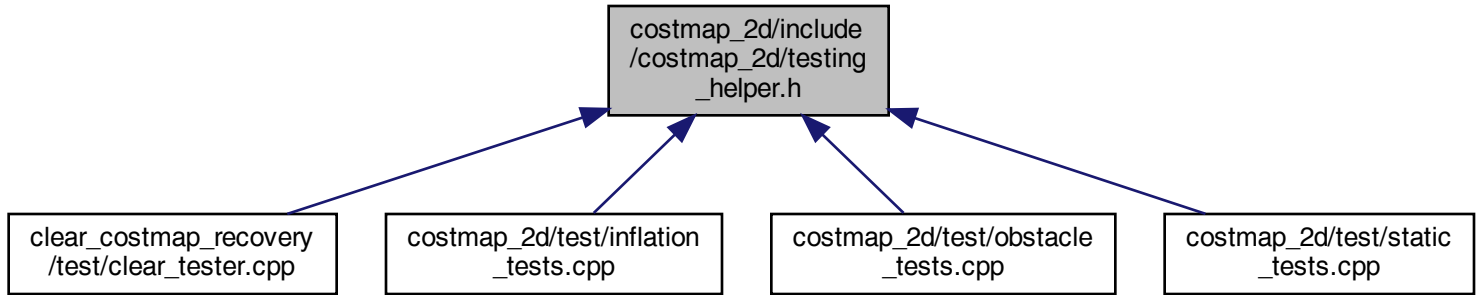 costmap_2d/include
/costmap_2d/testing
_helper.h
clear_costmap_recovery
/test/clear_tester.cpp
costmap_2d/test/inflation
_tests.cpp
costmap_2d/test/obstacle
_tests.cpp
costmap_2d/test/static
_tests.cpp